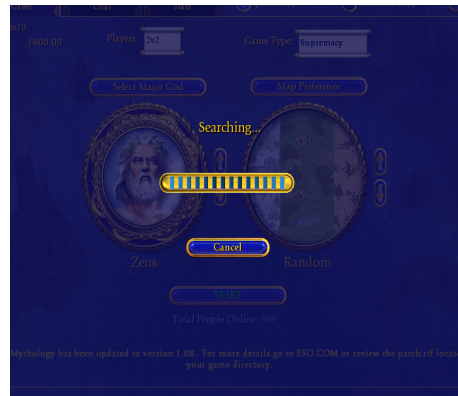 1600.00
Players: 2v2
Game Type: Supremacy
Select Major God
Map Preference
Searching...
Cancel
Zeus
Random
START
Total People Online: 509
Mythology has been updated to version 1.08. For more details go to ESO.COM or review the patch.rtf locate
your game directory.